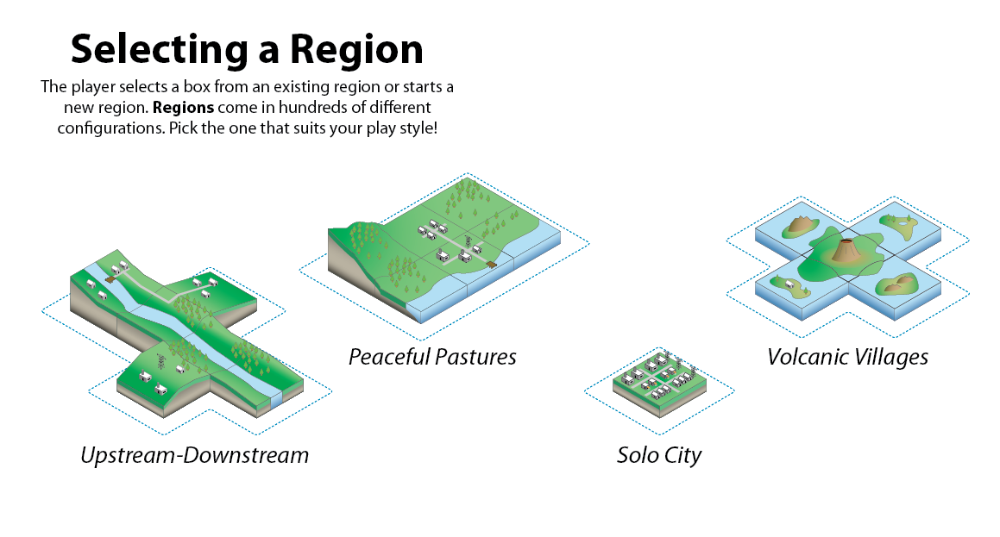 Selecting a Region
The player selects a box from an existing region or starts a
new region. Regions come in hundreds of different
configurations. Pick the one that suits your play style!
Peaceful Pastures
Volcanic Villages
Upstream-Downstream
Solo City